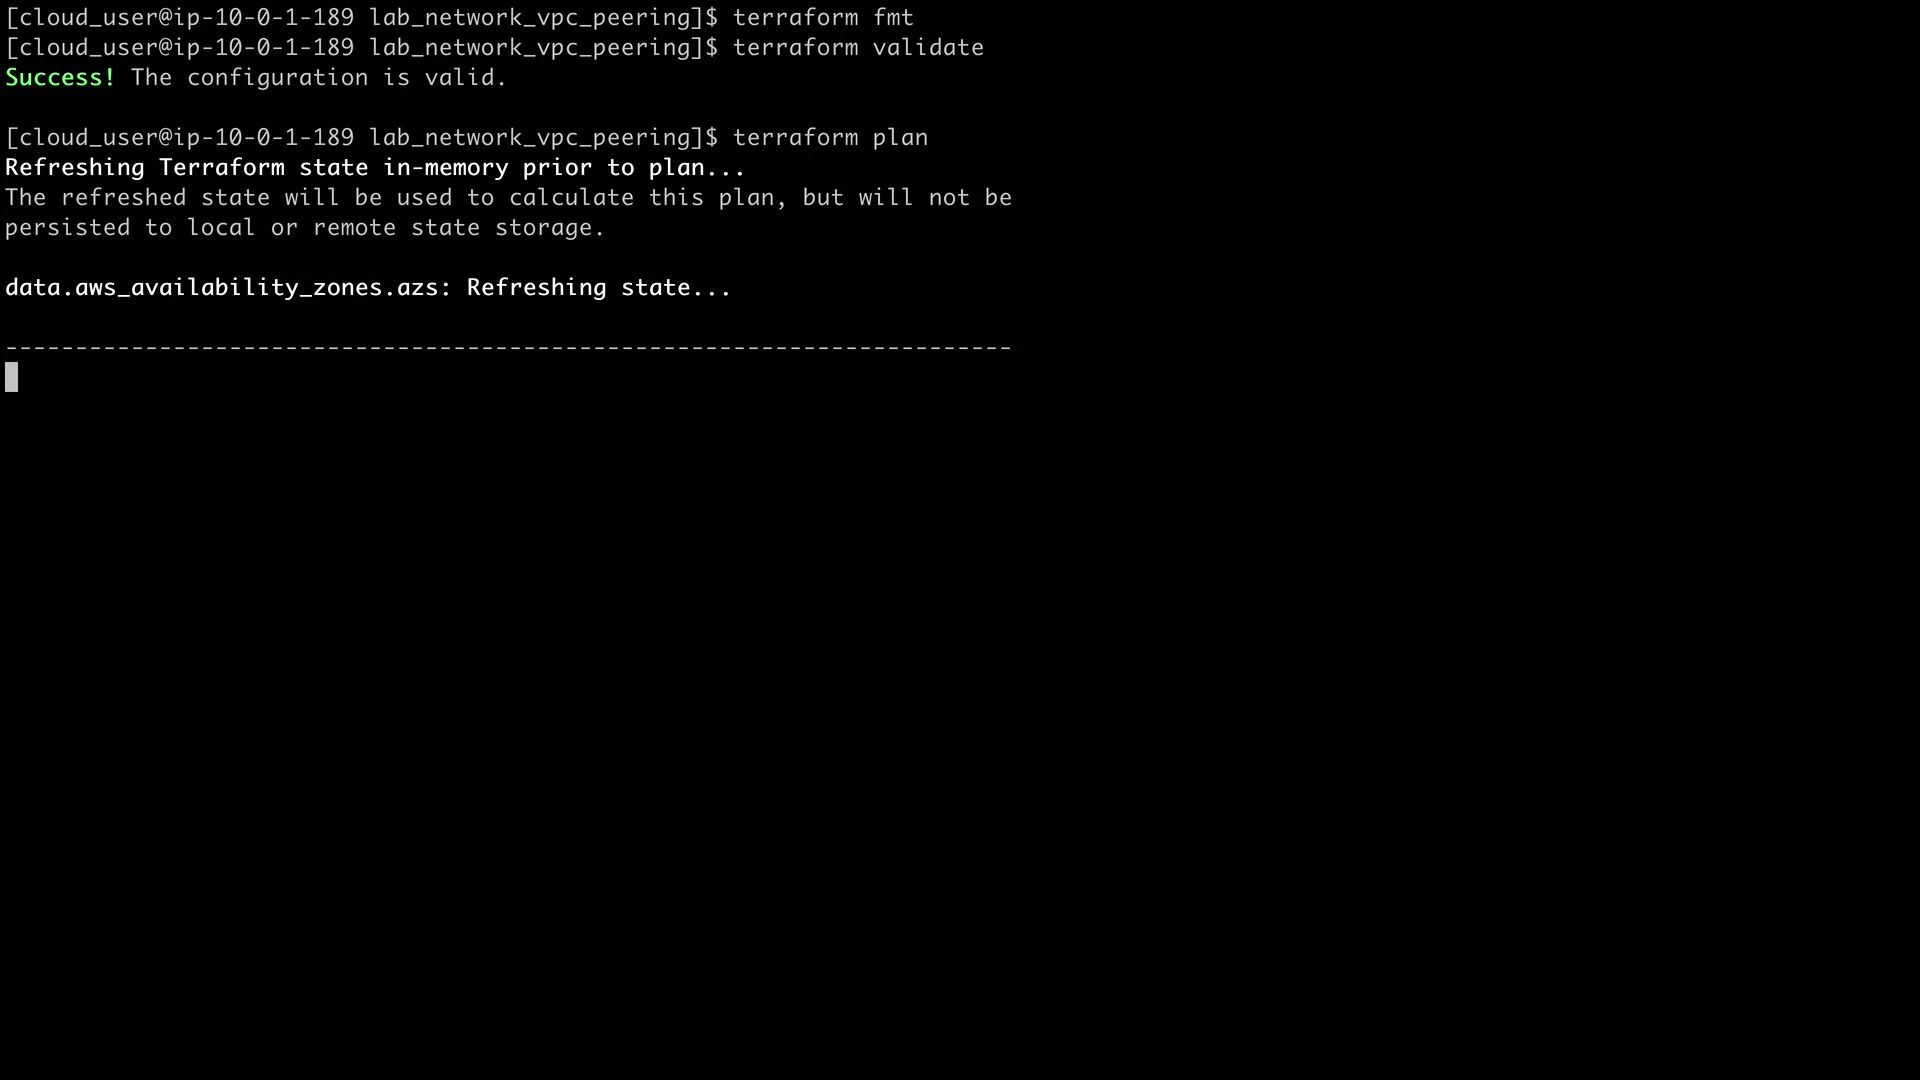 [cloud_user@ip-10-0-1-189 lab_network_vpc_peering]$ terraform fmt
[cloud_user@ip-10-0-1-189 lab_network_vpc_peering]$ terraform validate
Success! The configuration is valid.
[cloud_user@ip-10-0-1-189 lab_network_vpc_peering]$ terraform plan
Refreshing Terraform state in-memory prior to plan...
The refreshed state will be used to calculate this plan, but will not be
persisted to local or remote state storage.
data.aws_availability_zones.azs: Refreshing state...
------------------------------------------------------------------------